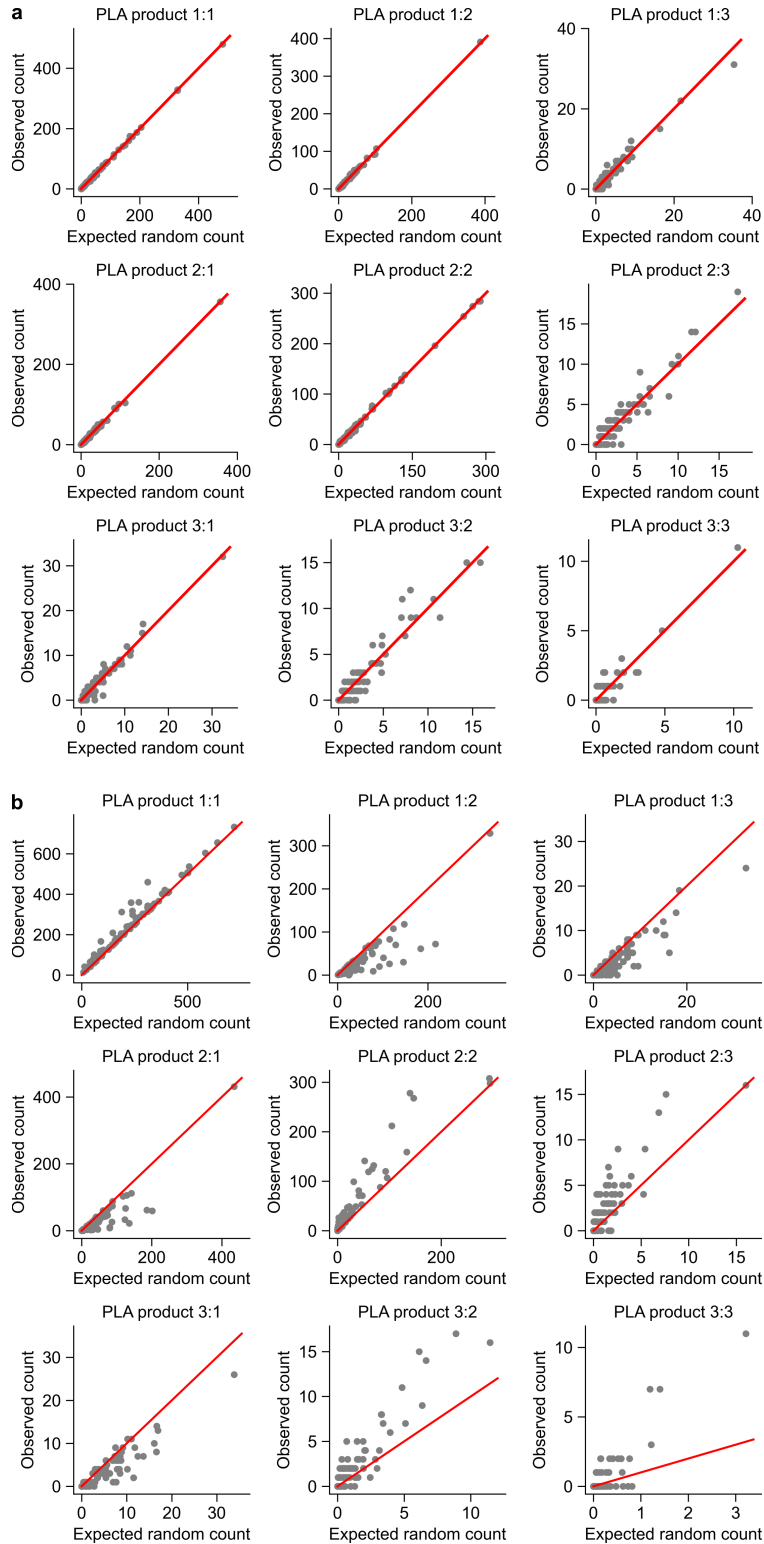 a
PLA product 1:1
PLA product 1:2
PLA product 1:3
Observed count
400
200
0
0 200 400
Expected random count
Observed count
400
300
200
100
0
0 200 400
Expected random count
Observed count
40
20
0
0 20 40
Expected random count
PLA product 2:1
PLA product 2:2
PLA product 2:3
Observed count
400
200
0
0 200 400
Expected random count
Observed count
300
200
100
0
0 150 300
Expected random count
Observed count
15
10
5
0
0 5 10 15
Expected random count
PLA product 3:1
PLA product 3:2
PLA product 3:3
Observed count
30
20
10
0
0 10 20 30
Expected random count
Observed count
15
10
5
0
0 5 10 15
Expected random count
Observed count
10
5
0
0 5 10
Expected random count
b
PLA product 1:1
PLA product 1:2
PLA product 1:3
Observed count
600
400
200
0
0 500
Expected random count
Observed count
300
200
100
0
0 200
Expected random count
Observed count
30
20
10
0
0 20
Expected random count
PLA product 2:1
PLA product 2:2
PLA product 2:3
Observed count
400
200
0
0 200 400
Expected random count
Observed count
300
200
100
0
0 200
Expected random count
Observed count
15
10
5
0
0 5 10 15
Expected random count
PLA product 3:1
PLA product 3:2
PLA product 3:3
Observed count
30
20
10
0
0 10 20 30
Expected random count
Observed count
15
10
5
0
0 5 10
Expected random count
Observed count
10
5
0
0 1 2 3
Expected random count